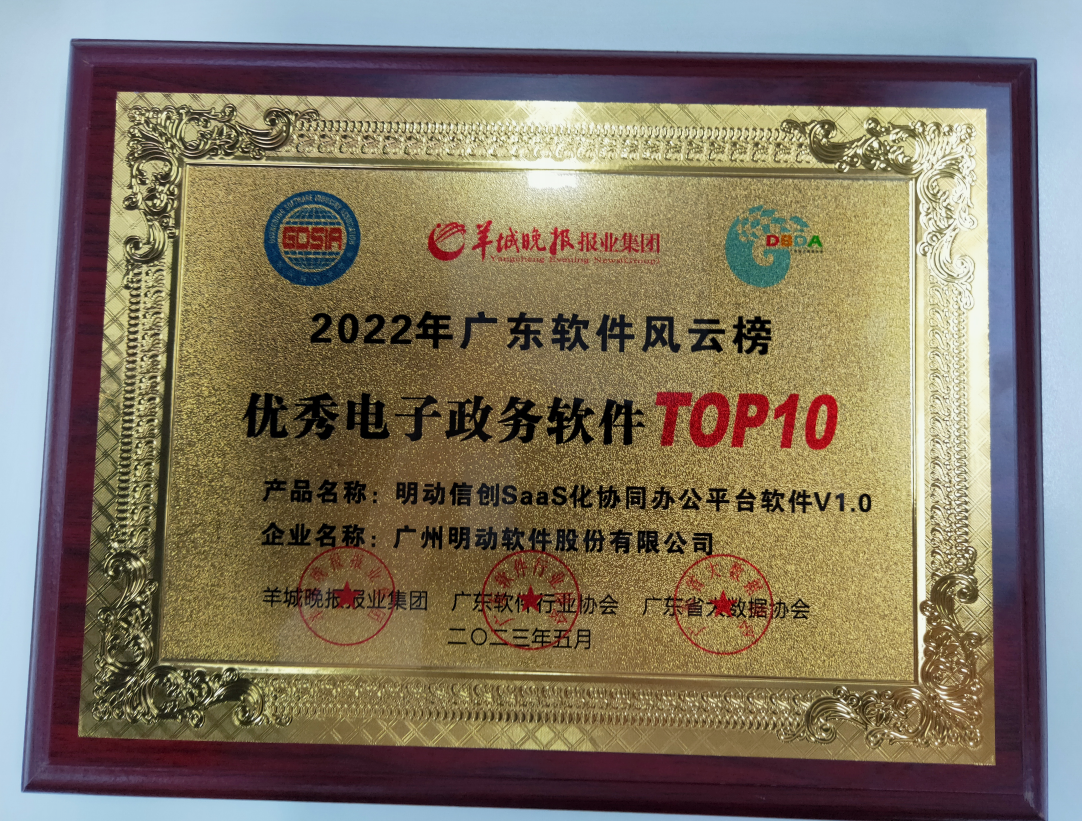 GDSIA
羊城晚报报业集团
Yangcheng Evening News Group
DSDA
2022年广东软件风云榜
优秀电子政务软件TOP10
产品名称：明动信创SaaS化协同办公平台软件V1.0
企业名称：广州明动软件股份有限公司
羊城晚报报业集团 广东软件行业协会 广东省大数据协会
二〇二三年五月